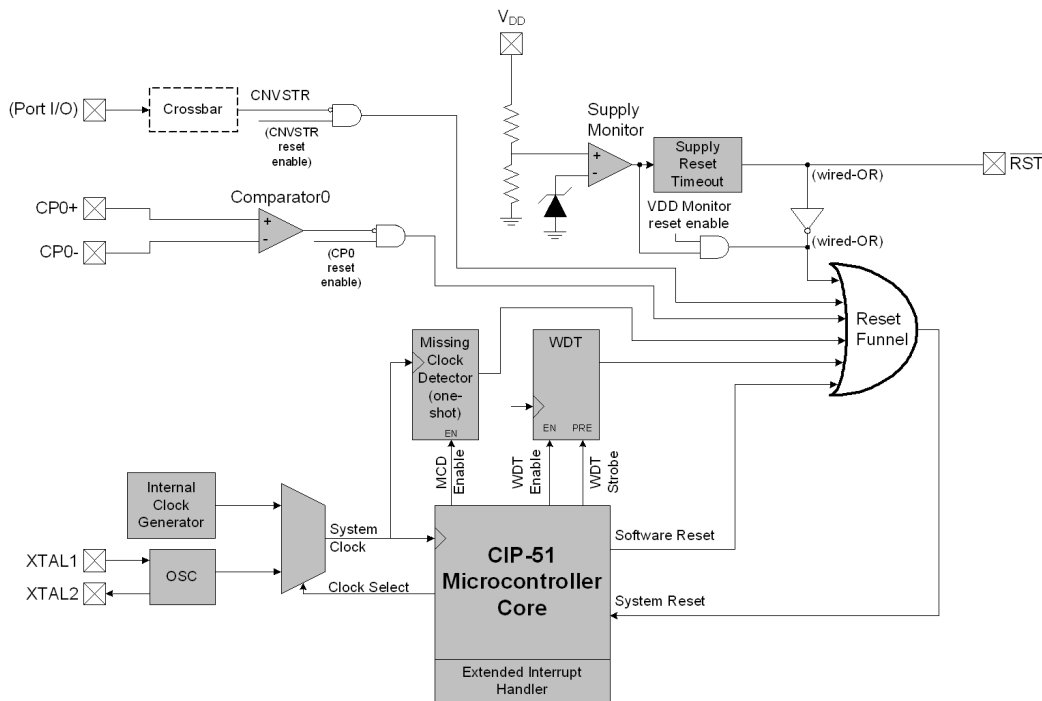 VDD
(Port I/O)
Crossbar
CNVSTR
(CNVSTR
reset
enable)
Supply
Monitor
+
-
Supply
Reset
Timeout
(wired-OR)
RST
CP0+
CP0-
Comparator0
+
-
(CP0
reset
enable)
VDD Monitor
reset enable
(wired-OR)
Reset
Funnel
Missing
Clock
Detector
(one-
shot)
EN
WDT
EN
PRE
MCD
Enable
WDT
Enable
WDT
Strobe
Internal
Clock
Generator
System
Clock
XTAL1
XTAL2
OSC
Clock Select
CIP-51
Microcontroller
Core
Software Reset
System Reset
Extended Interrupt
Handler